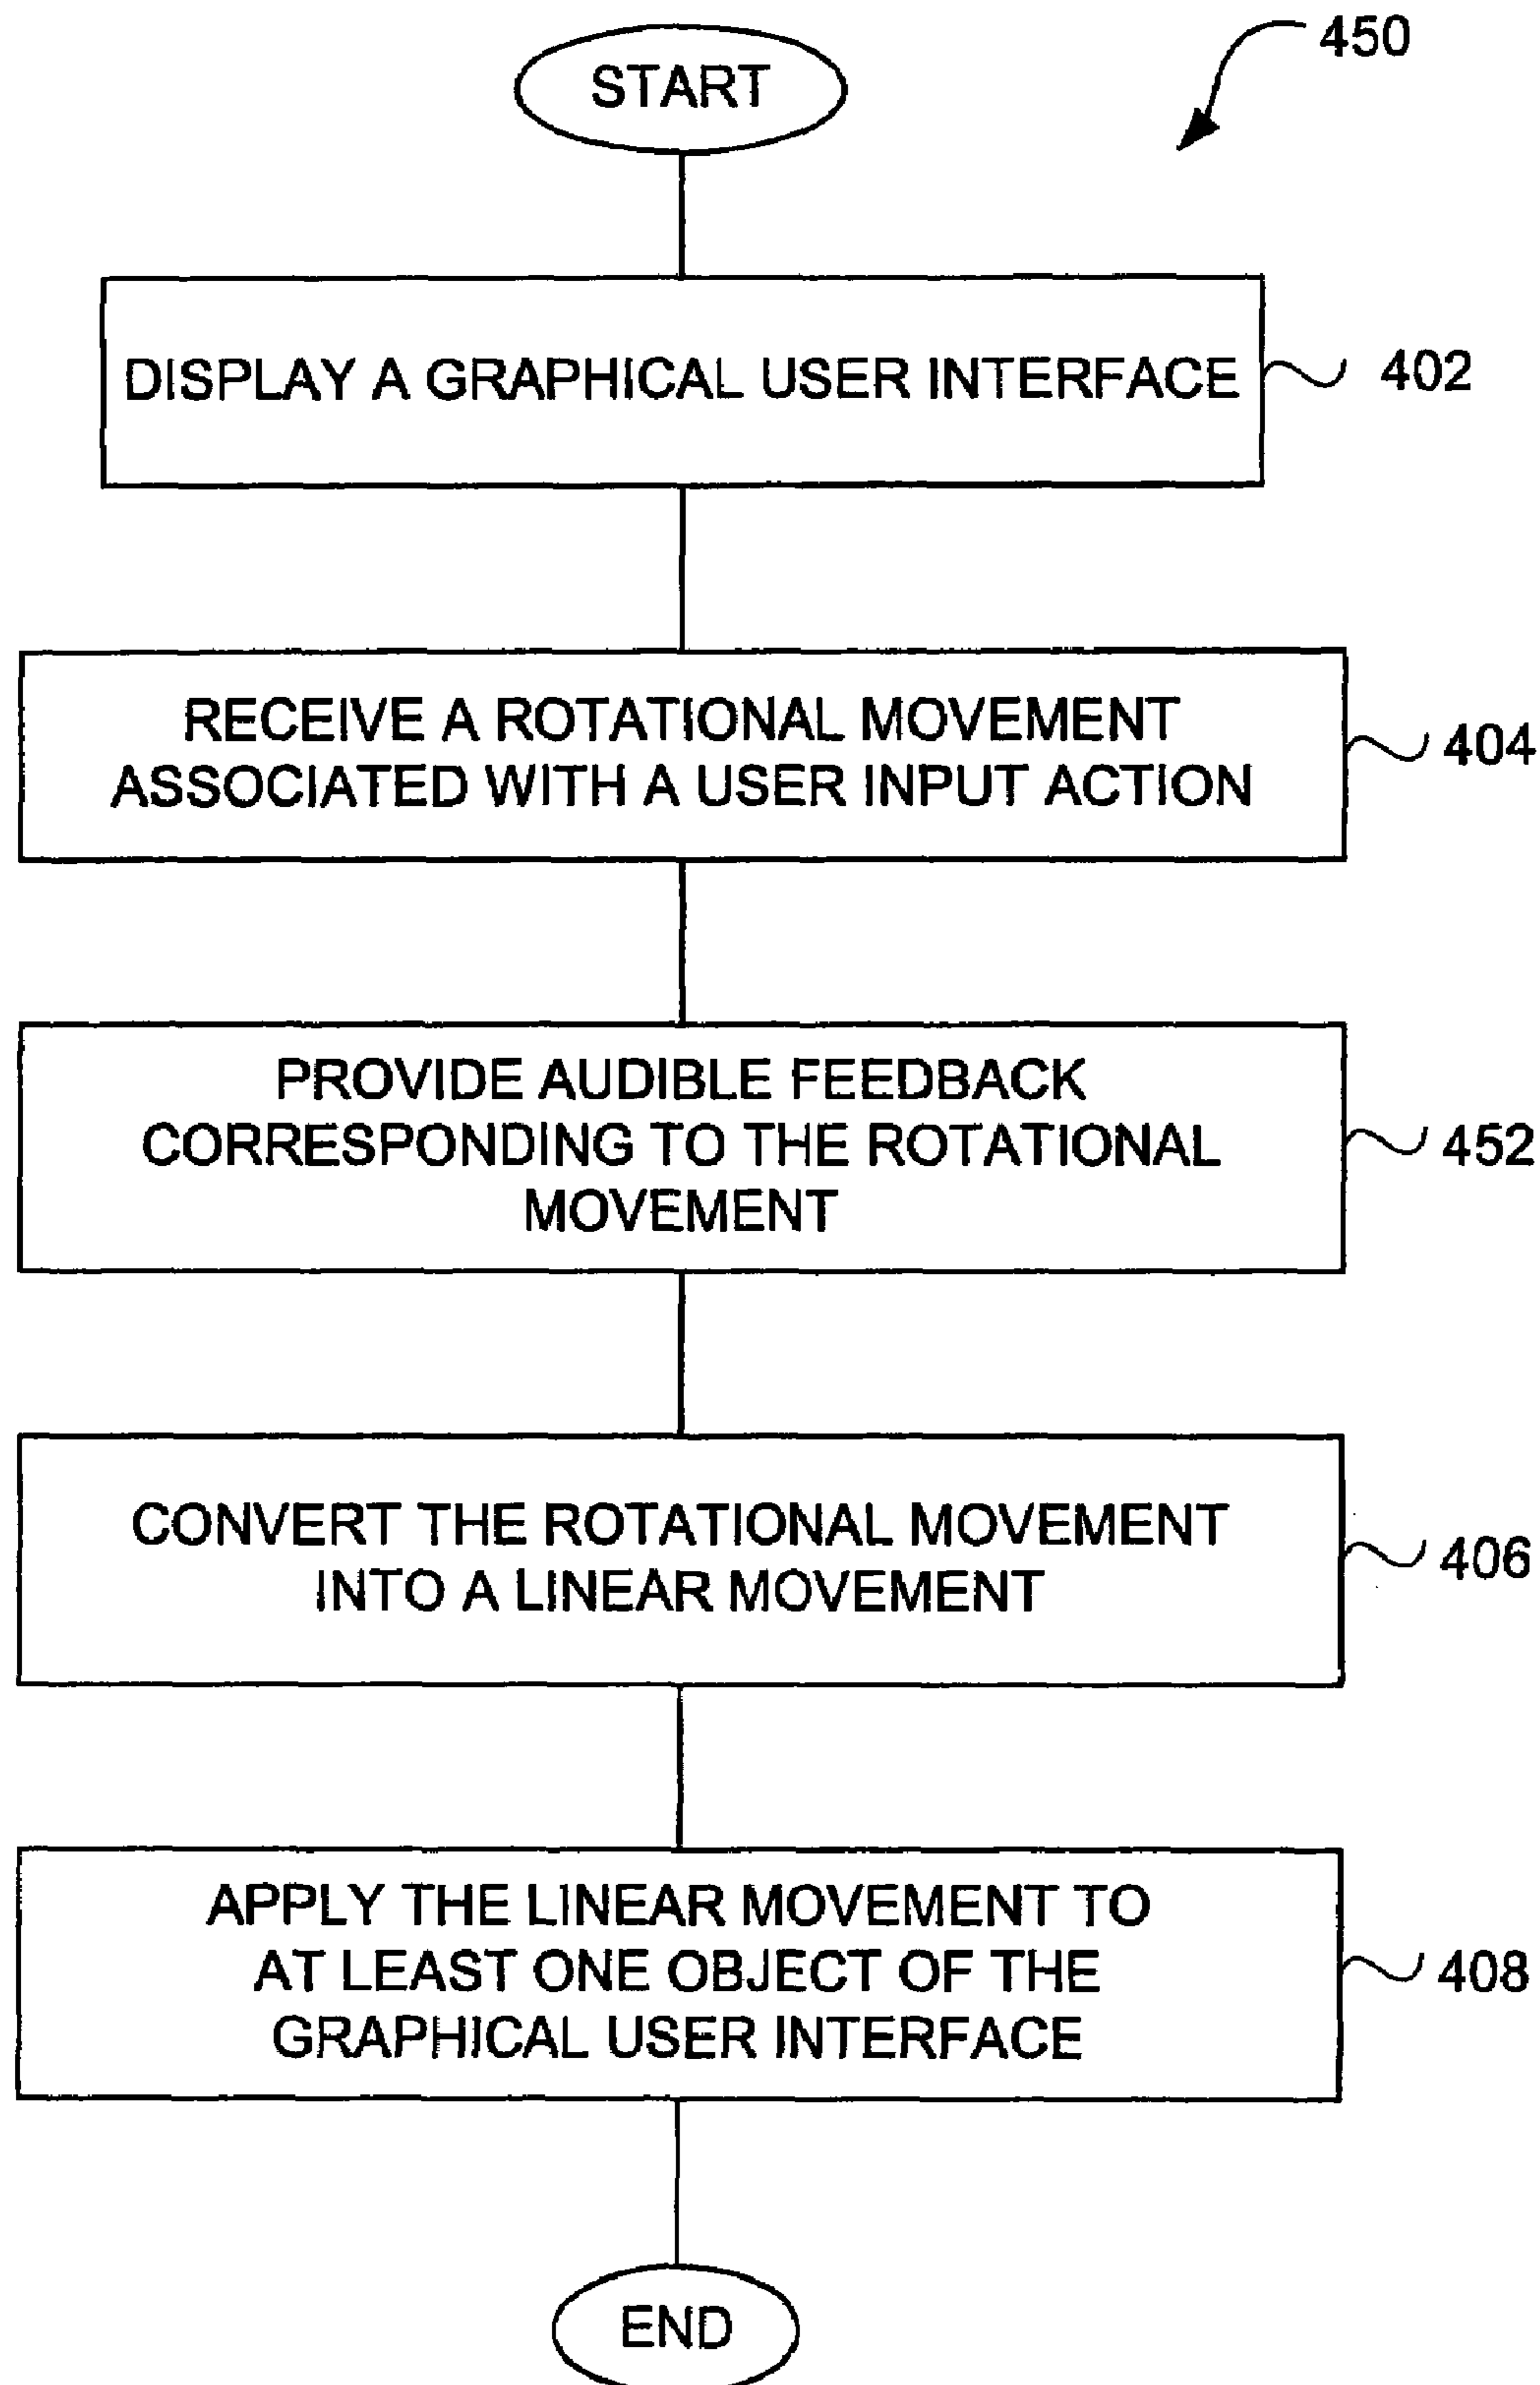 450
START
DISPLAY A GRAPHICAL USER INTERFACE
402
RECEIVE A ROTATIONAL MOVEMENT
ASSOCIATED WITH A USER INPUT ACTION
404
PROVIDE AUDIBLE FEEDBACK
CORRESPONDING TO THE ROTATIONAL
MOVEMENT
452
CONVERT THE ROTATIONAL MOVEMENT
INTO A LINEAR MOVEMENT
406
APPLY THE LINEAR MOVEMENT TO
AT LEAST ONE OBJECT OF THE
GRAPHICAL USER INTERFACE
408
END